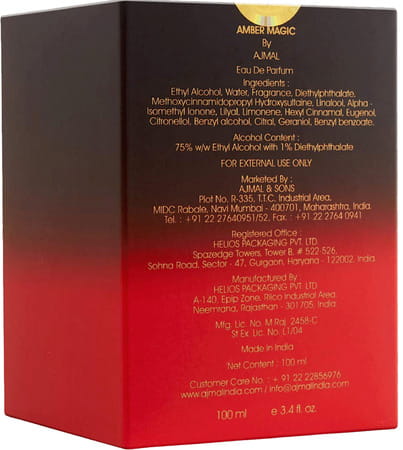 AMBER MAGIC
By
AJMAL
Eau De Parfum
Ingredients :
Ethyl Alcohol, Water, Fragrance, Diethylphthalate,
Methoxycinnamidopropyl Hydroxysultaine, Linalool, Alpha -
Isomethyl Ionone, Lilyal, Limonene, Hexyl Cinnamal, Eugenol,
Citronellol, Benzyl alcohol, Citral, Geraniol, Benzyl benzoate.
Alcohol Content :
75% w/w Ethyl Alcohol with 1% Diethylphthalate
FOR EXTERNAL USE ONLY
Marketed By :
AJMAL & SONS
Plot No. R-335, T.T.C. Industrial Area,
MIDC Rabale, Navi Mumbai - 400701, Maharashtra, India.
Tel. : +91 22 27640951/52, Fax. : +91 22 2764 0941
Registered Office :
HELIOS PACKAGING PVT. LTD.
Spazedge Towers, Tower B, # 522-526,
Sohna Road, Sector - 47, Gurgaon, Haryana - 122002, India.
Manufactured By :
HELIOS PACKAGING PVT. LTD.
A-140, Epip Zone, Riico Industrial Area,
Neemrana, Rajasthan - 301705, India
Mfg. Lic. No. M Raj 2458-C
St Ex. Lic No. L1/04
Made in India
Net Content : 100 ml
Customer Care No. : + 91 22 22856976
www.ajmalindia.com / info@ajmalindia.com
100 ml e 3.4 fl. oz.